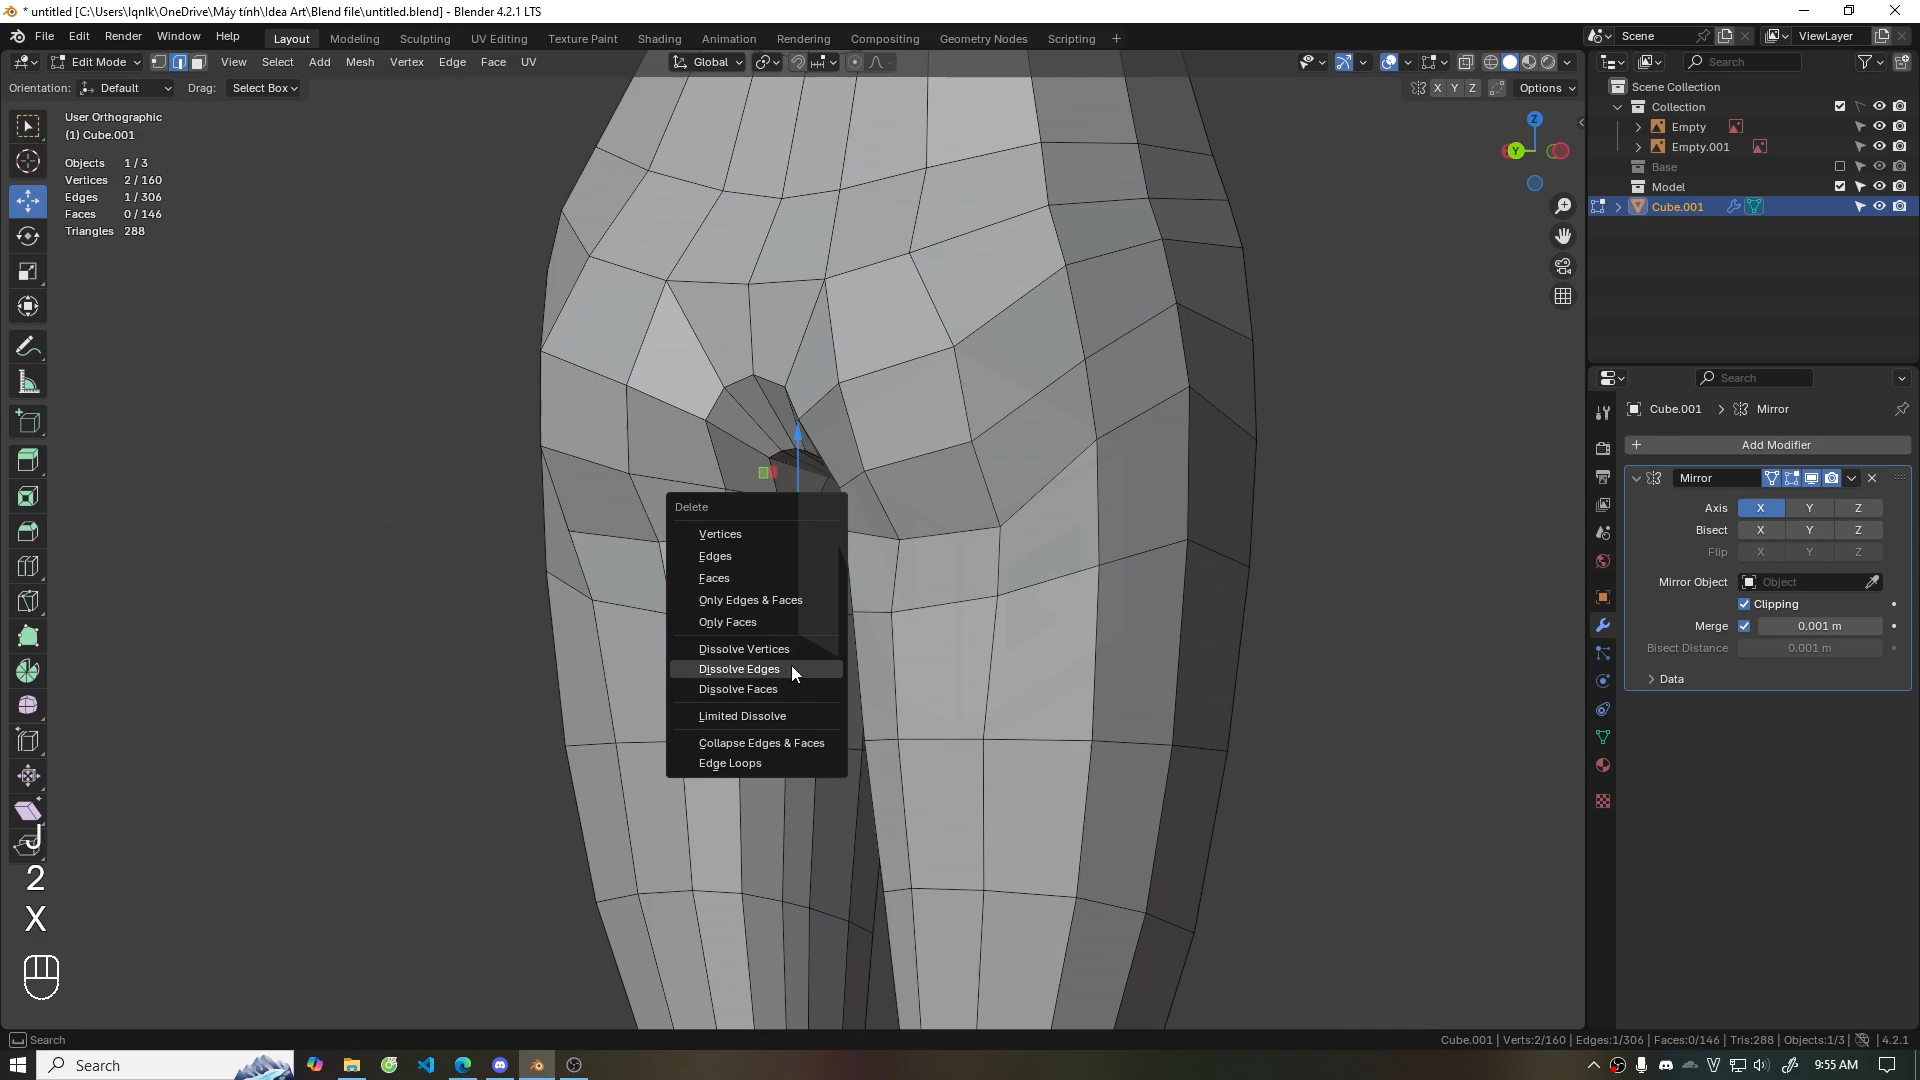 * untitled [C:\Users\lqnlk\OneDrive\Máy tính\Idea Art\Blend file\untitled.blend] - Blender 4.2.1 LTS
File Edit Render Window Help Layout Modeling Sculpting UV Editing Texture Paint Shading Animation Rendering Compositing Geometry Nodes Scripting + Scene ViewLayer
Edit Mode View Select Add Mesh Vertex Edge Face UV Global Search
Orientation: Default Drag: Select Box X Y Z Options
User Orthographic
(1) Cube.001
Objects 1 / 3
Vertices 2 / 160
Edges 1 / 306
Faces 0 / 146
Triangles 288
Z
Y
Scene Collection
Collection
Empty
Empty.001
Base
Model
Cube.001
Search
Cube.001 > Mirror
+ Add Modifier
Mirror
Axis X Y Z
Bisect X Y Z
Flip X Y Z
Mirror Object Object
Clipping
Merge 0.001 m
Bisect Distance 0.001 m
> Data
Delete
Vertices
Edges
Faces
Only Edges & Faces
Only Faces
Dissolve Vertices
Dissolve Edges
Dissolve Faces
Limited Dissolve
Collapse Edges & Faces
Edge Loops
J
2
X
Search Cube.001 | Verts:2/160 | Edges:1/306 | Faces:0/146 | Tris:288 | Objects:1/3 | 4.2.1
Search 9:55 AM